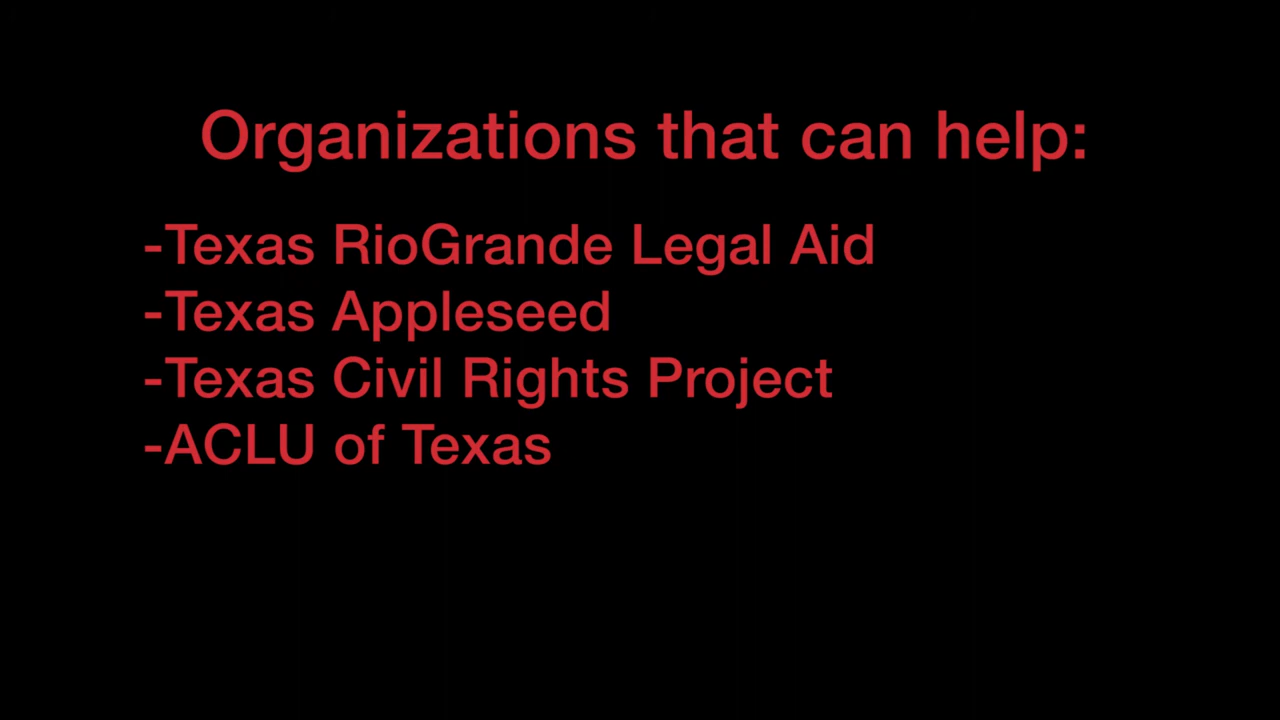 Organizations that can help:
-Texas RioGrande Legal Aid
-Texas Appleseed
-Texas Civil Rights Project
-ACLU of Texas